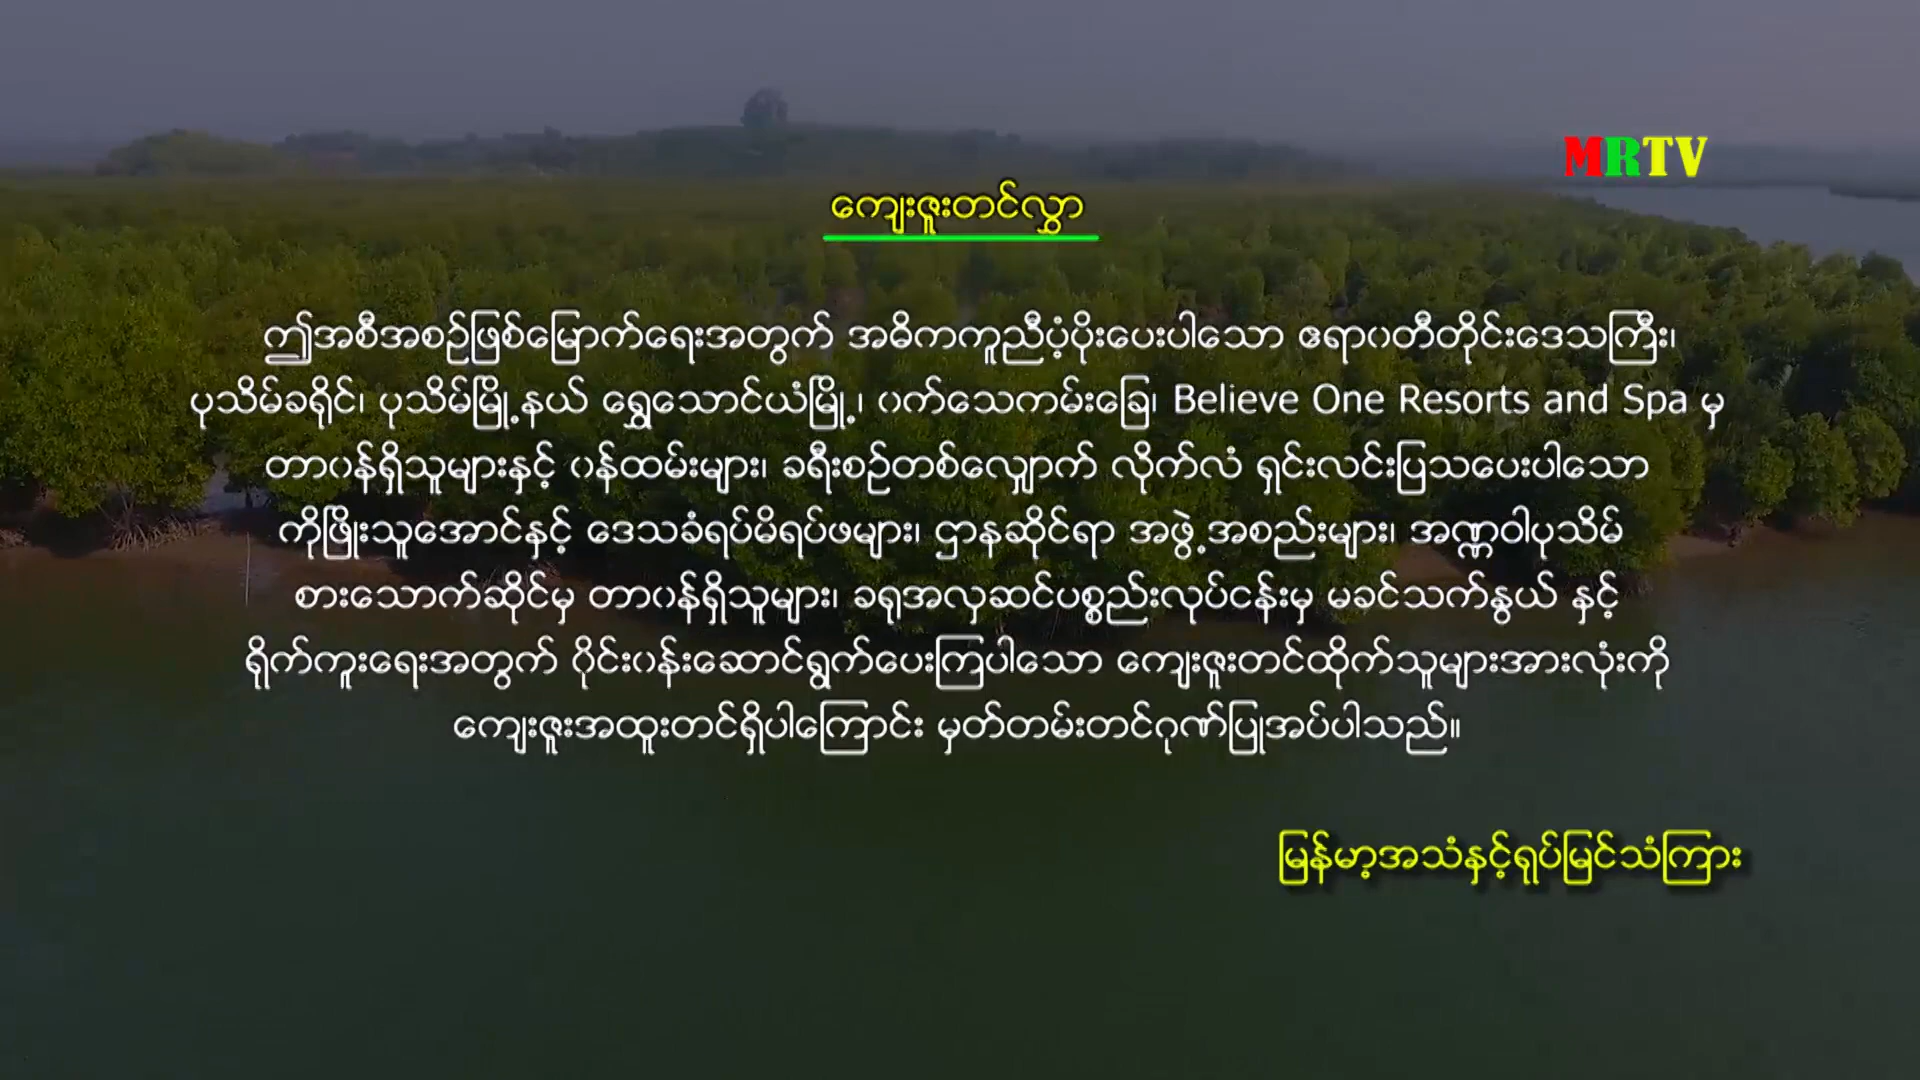 MRTV
ကျေးဇူးတင်လွှာ
ဤအစီအစဉ်ဖြစ်မြောက်ရေးအတွက် အဓိကကူညီပံ့ပိုးပေးပါသော ဧရာ၀တီတိုင်းဒေသကြီး၊
ပုသိမ်ခရိုင်၊ ပုသိမ်မြို့နယ် ရွှေသောင်ယံမြို့၊ ၀က်သေကမ်းခြေ၊ Believe One Resorts and Spa မှ
တာ၀န်ရှိသူများနှင့် ၀န်ထမ်းများ၊ ခရီးစဉ်တစ်လျှောက် လိုက်လံ ရှင်းလင်းပြသပေးပါသော
ကိုဖြိုးသူအောင်နှင့် ဒေသခံရပ်မိရပ်ဖများ၊ ဌာနဆိုင်ရာ အဖွဲ့အစည်းများ၊ အဏ္ဏဝါပုသိမ်
စားသောက်ဆိုင်မှ တာ၀န်ရှိသူများ၊ ခရုအလှဆင်ပစ္စည်းလုပ်ငန်းမှ မခင်သက်နွယ် နှင့်
ရိုက်ကူးရေးအတွက် ဝိုင်း၀န်းဆောင်ရွက်ပေးကြပါသော ကျေးဇူးတင်ထိုက်သူများအားလုံးကို
ကျေးဇူးအထူးတင်ရှိပါကြောင်း မှတ်တမ်းတင်ဂုဏ်ပြုအပ်ပါသည်။
မြန်မာ့အသံနှင့်ရုပ်မြင်သံကြား